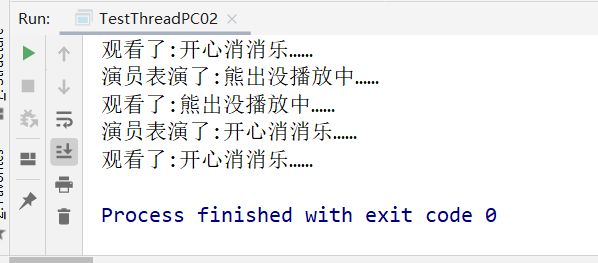 Run: TestThreadPC02
观看了:开心消消乐……
演员表演了:熊出没播放中……
观看了:熊出没播放中……
演员表演了:开心消消乐……
观看了:开心消消乐……
Process finished with exit code 0
2: Favorites